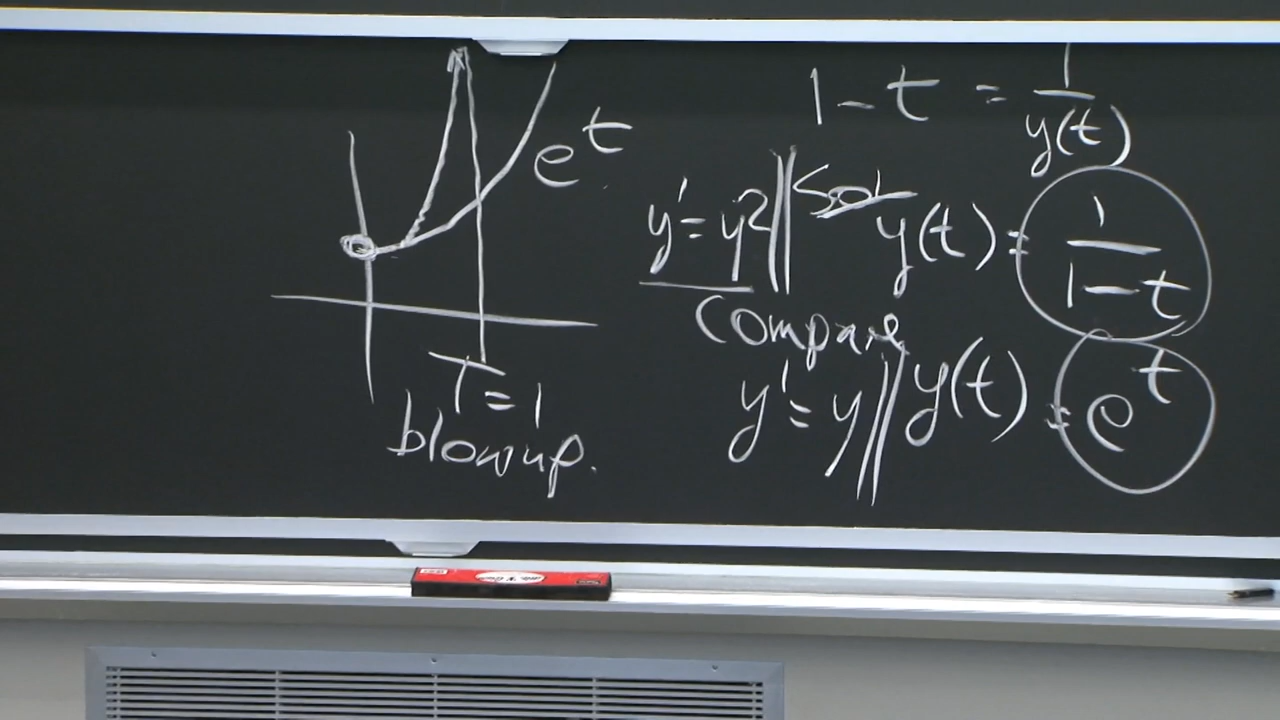 e^t
T=1
blowup.
1-t = 1/y(t)
y'=y² || Sol y(t) = 1/(1-t)
Compare
y'=y || y(t) = e^t